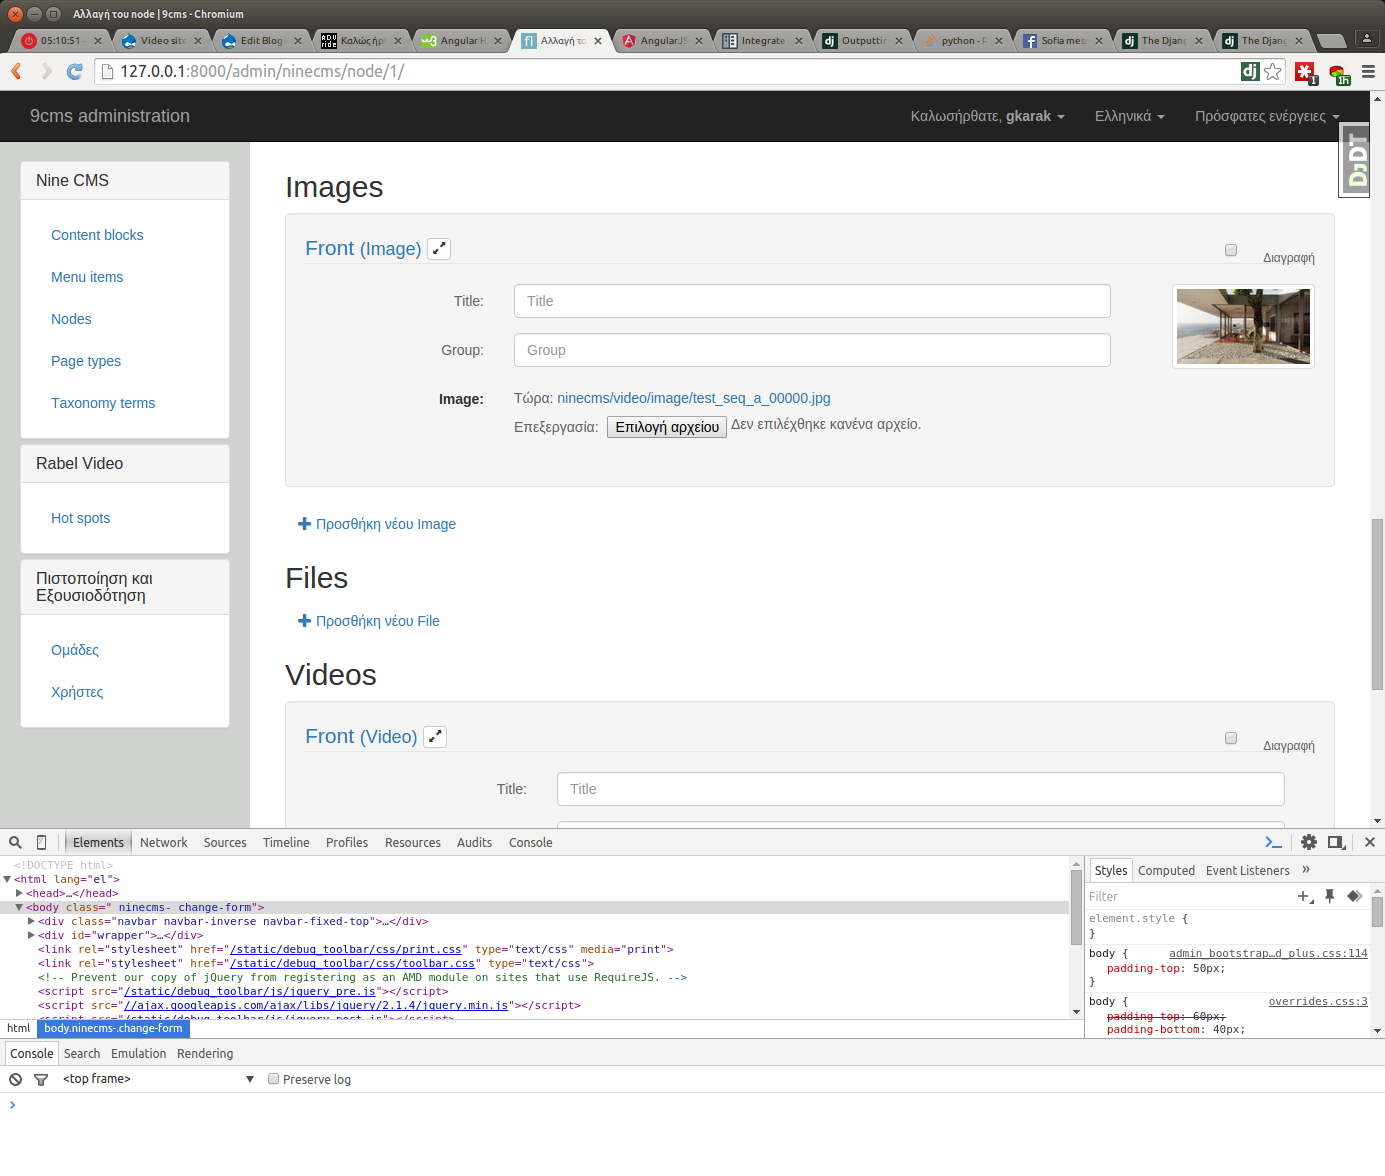 Αλλαγή του node | 9cms - Chromium
05:10:51
Video site
Edit Blog
Καλώς ήρ
Angular H
Αλλαγή το
AngularJS
Integrate
Outputtin
python - R
Sofia mes
The Djang
The Djang
127.0.0.1:8000/admin/ninecms/node/1/
dj
1
1h
9cms administration
Καλωσήρθατε, gkarak
Ελληνικά
Πρόσφατες ενέργειες
DJDT
Nine CMS
Content blocks
Menu items
Nodes
Page types
Taxonomy terms
Rabel Video
Hot spots
Πιστοποίηση και
Εξουσιοδότηση
Ομάδες
Χρήστες
Images
Front (Image)
Διαγραφή
Title: Title
Group: Group
Image: Τώρα: ninecms/video/image/test_seq_a_00000.jpg
Επεξεργασία: Επιλογή αρχείου Δεν επιλέχθηκε κανένα αρχείο.
Προσθήκη νέου Image
Files
Προσθήκη νέου File
Videos
Front (Video)
Διαγραφή
Title: Title
Elements Network Sources Timeline Profiles Resources Audits Console
<!DOCTYPE html>
<html lang="el">
<head>…</head>
<body class=" ninecms- change-form">
<div class="navbar navbar-inverse navbar-fixed-top">…</div>
<div id="wrapper">…</div>
<link rel="stylesheet" href="/static/debug_toolbar/css/print.css" type="text/css" media="print">
<link rel="stylesheet" href="/static/debug_toolbar/css/toolbar.css" type="text/css">
<!-- Prevent our copy of jQuery from registering as an AMD module on sites that use RequireJS. -->
<script src="/static/debug_toolbar/js/jquery_pre.js"></script>
<script src="//ajax.googleapis.com/ajax/libs/jquery/2.1.4/jquery.min.js"></script>
<script src="/static/debug_toolbar/js/jquery_post.js"></script>
html body.ninecms-.change-form
Styles Computed Event Listeners »
Filter
element.style {
}
body { admin_bootstrap…d_plus.css:114
padding-top: 50px;
}
body { overrides.css:3
padding-top: 60px;
padding-bottom: 40px;
Console Search Emulation Rendering
<top frame> Preserve log